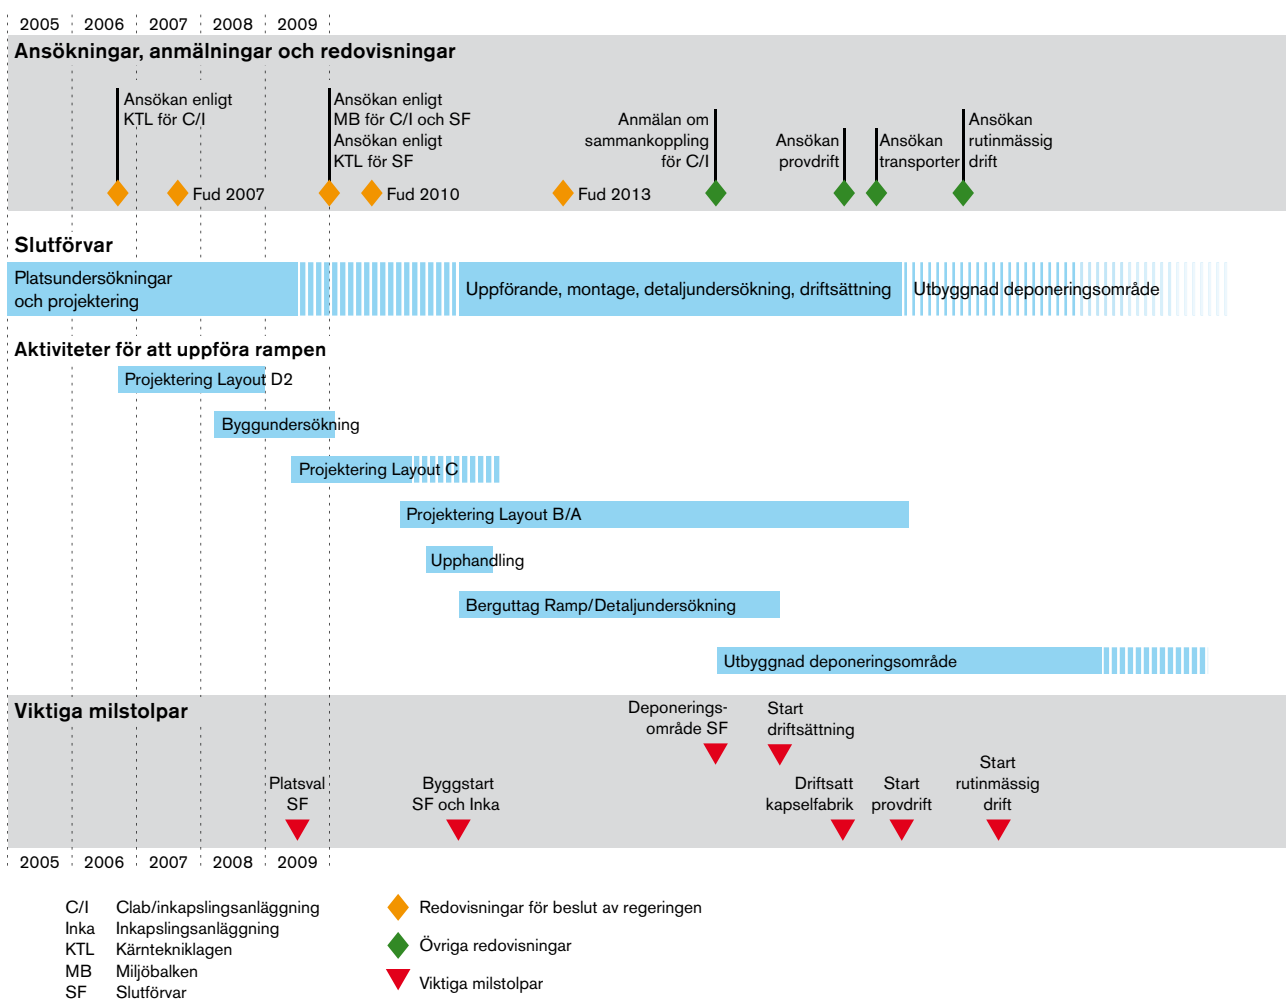 2005 2006 2007 2008 2009
Ansökningar, anmälningar och redovisningar
Ansökan enligt
KTL för C/I
Ansökan enligt
MB för C/I och SF
Ansökan enligt
KTL för SF
Anmälan om
sammankoppling
för C/I
Ansökan
provdrift
Ansökan
transporter
Ansökan
rutinmässig
drift
Fud 2007
Fud 2010
Fud 2013
Slutförvar
Platsundersökningar
och projektering
Uppförande, montage, detaljundersökning, driftsättning
Utbyggnad deponeringsområde
Aktiviteter för att uppföra rampen
Projektering Layout D2
Byggundersökning
Projektering Layout C
Projektering Layout B/A
Upphandling
Berguttag Ramp/Detaljundersökning
Utbyggnad deponeringsområde
Viktiga milstolpar
Deponerings-
område SF
Start
driftsättning
Platsval
SF
Byggstart
SF och Inka
Driftsatt
kapselfabrik
Start
provdrift
Start
rutinmässig
drift
2005 2006 2007 2008 2009
C/I Clab/inkapslingsanläggning
Inka Inkapslingsanläggning
KTL Kärntekniklagen
MB Miljöbalken
SF Slutförvar
Redovisningar för beslut av regeringen
Övriga redovisningar
Viktiga milstolpar